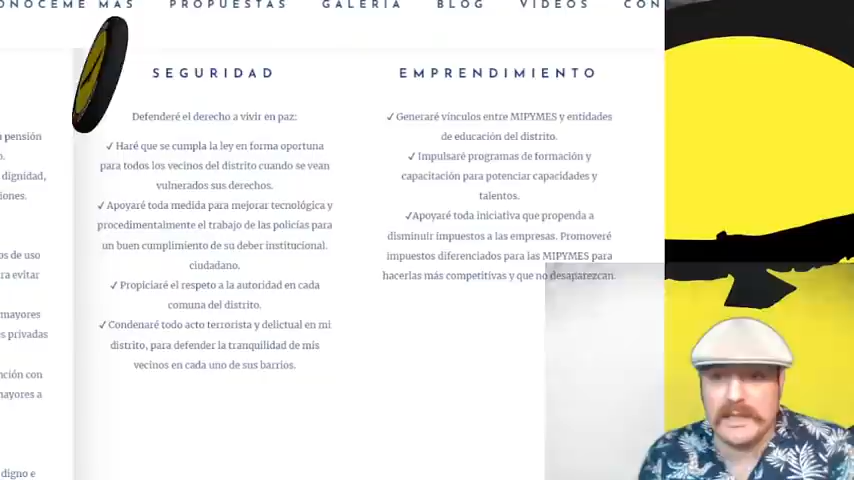 ONÓCEME MÁS PROPUESTAS GALERÍA BLOG VIDEOS CON
a pensión
o.
dignidad,
iones.
os de uso
ra evitar
mayores
s privadas
nción con
mayores a
digno e
SEGURIDAD
Defenderé el derecho a vivir en paz:
✓ Haré que se cumpla la ley en forma oportuna
para todos los vecinos del distrito cuando se vean
vulnerados sus derechos.
✓ Apoyaré toda medida para mejorar tecnológica y
procedimentalmente el trabajo de las policías para
un buen cumplimiento de su deber institucional.
ciudadano.
✓ Propiciaré el respeto a la autoridad en cada
comuna del distrito.
✓ Condenaré todo acto terrorista y delictual en mi
distrito, para defender la tranquilidad de mis
vecinos en cada uno de sus barrios.
EMPRENDIMIENTO
✓ Generaré vínculos entre MIPYMES y entidades
de educación del distrito.
✓ Impulsaré programas de formación y
capacitación para potenciar capacidades y
talentos.
✓Apoyaré toda iniciativa que propenda a
disminuir impuestos a las empresas. Promoveré
impuestos diferenciados para las MIPYMES para
hacerlas más competitivas y que no desaparezcan.